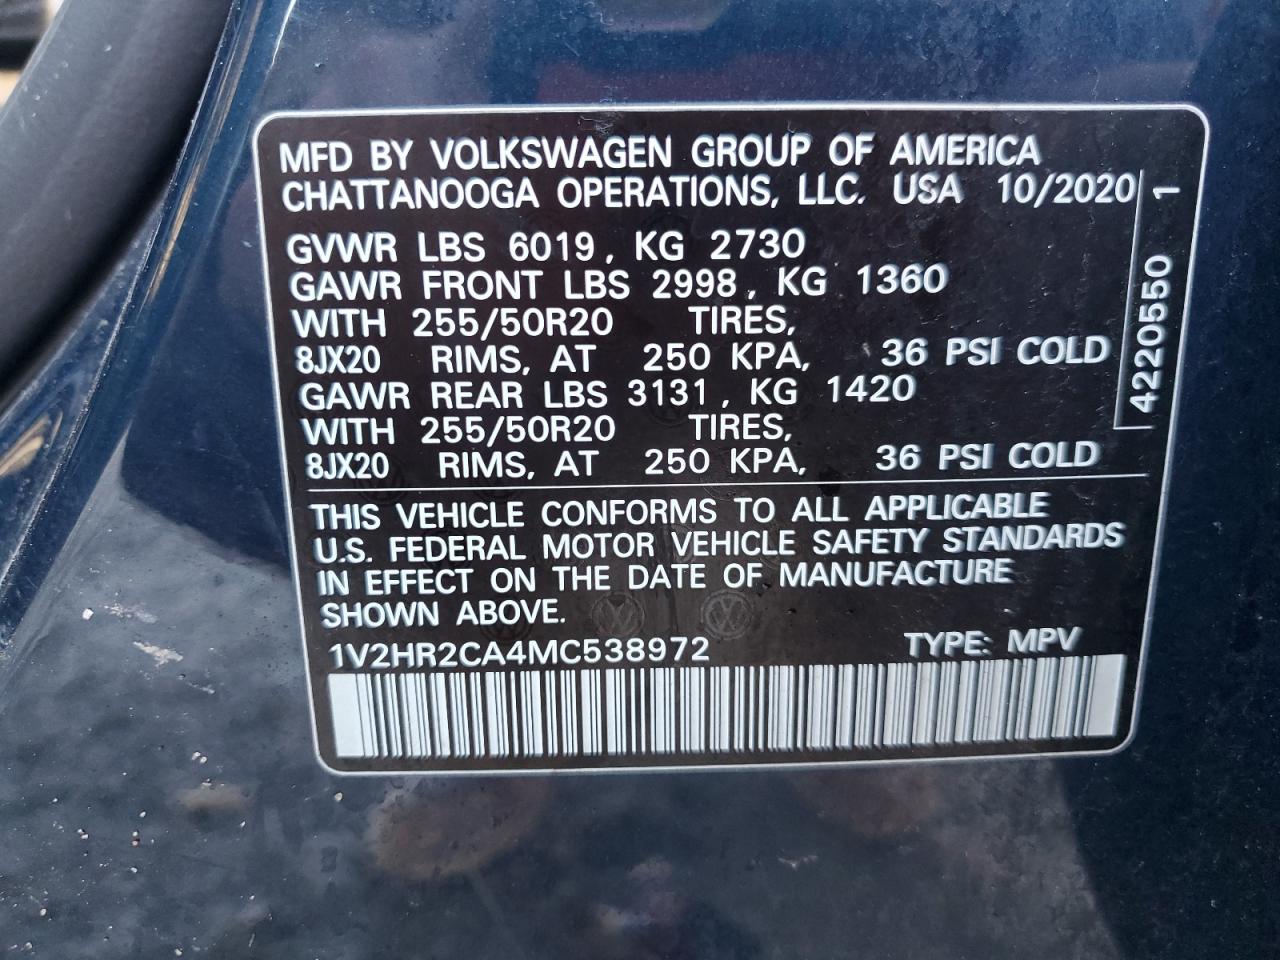 MFD BY VOLKSWAGEN GROUP OF AMERICA
CHATTANOOGA OPERATIONS, LLC. USA 10/2020
GVWR LBS 6019, KG 2730
GAWR FRONT LBS 2998, KG 1360
WITH 255/50R20 TIRES,
8JX20 RIMS, AT 250 KPA, 36 PSI COLD
GAWR REAR LBS 3131, KG 1420
WITH 255/50R20 TIRES,
8JX20 RIMS, AT 250 KPA, 36 PSI COLD
4220550 1
THIS VEHICLE CONFORMS TO ALL APPLICABLE
U.S. FEDERAL MOTOR VEHICLE SAFETY STANDARDS
IN EFFECT ON THE DATE OF MANUFACTURE
SHOWN ABOVE.
1V2HR2CA4MC538972 TYPE: MPV